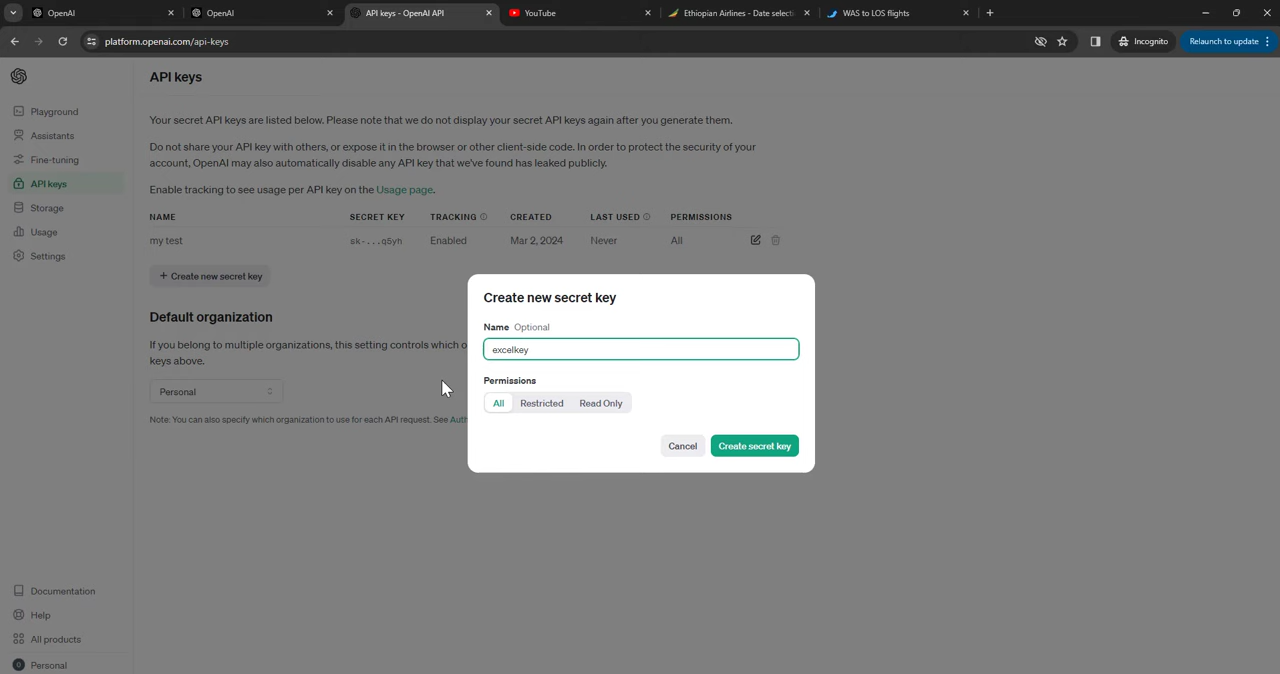 OpenAI
OpenAI
API keys - OpenAI API
YouTube
Ethiopian Airlines - Date selecti
WAS to LOS flights
platform.openai.com/api-keys
Incognito
Relaunch to update
API keys
Playground
Assistants
Fine-tuning
API keys
Storage
Usage
Settings
Your secret API keys are listed below. Please note that we do not display your secret API keys again after you generate them.
Do not share your API key with others, or expose it in the browser or other client-side code. In order to protect the security of your
account, OpenAI may also automatically disable any API key that we've found has leaked publicly.
Enable tracking to see usage per API key on the Usage page.
NAME SECRET KEY TRACKING CREATED LAST USED PERMISSIONS
my test sk-...q5yh Enabled Mar 2, 2024 Never All
+ Create new secret key
Default organization
If you belong to multiple organizations, this setting controls which o
keys above.
Personal
Note: You can also specify which organization to use for each API request. See Auth
Create new secret key
Name Optional
excelkey
Permissions
All Restricted Read Only
Cancel Create secret key
Documentation
Help
All products
Personal